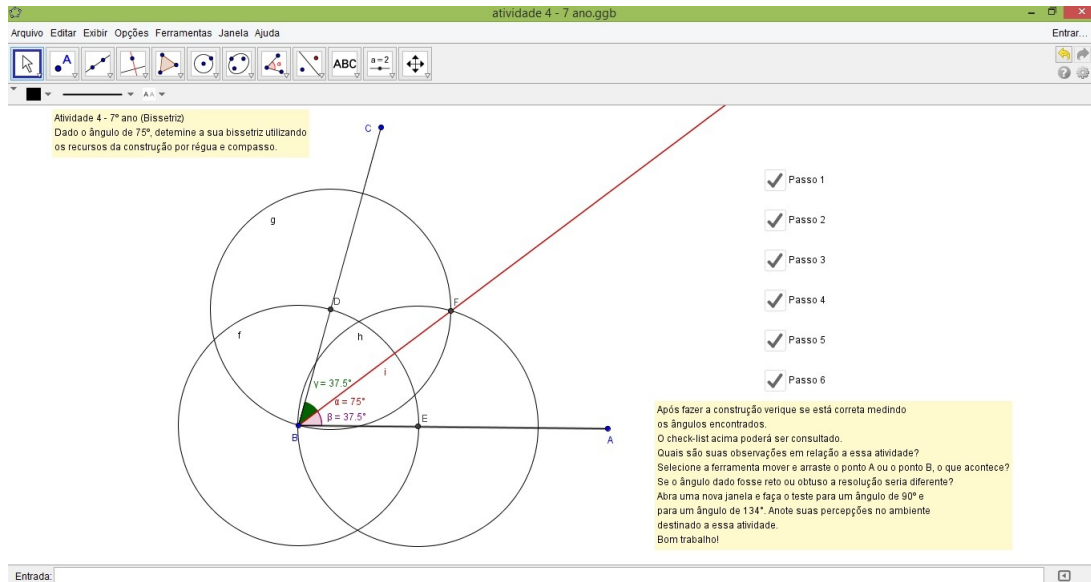 atividade 4 - 7 ano.ggb
Arquivo Editar Exibir Opções Ferramentas Janela Ajuda
Entrar...
A
ABC
a=2
A A
Atividade 4 - 7º ano (Bissetriz)
Dado o ângulo de 75º, detemine a sua bissetriz utilizando
os recursos da construção por régua e compasso.
C
g
D
F
f
h
i
γ = 37.5°
α = 75°
β = 37.5°
B
E
A
Passo 1
Passo 2
Passo 3
Passo 4
Passo 5
Passo 6
Após fazer a construção verique se está correta medindo
os ângulos encontrados.
O check-list acima poderá ser consultado.
Quais são suas observações em relação a essa atividade?
Selecione a ferramenta mover e arraste o ponto A ou o ponto B, o que acontece?
Se o ângulo dado fosse reto ou obtuso a resolução seria diferente?
Abra uma nova janela e faça o teste para um ângulo de 90º e
para um ângulo de 134°. Anote suas percepções no ambiente
destinado a essa atividade.
Bom trabalho!
Entrada: